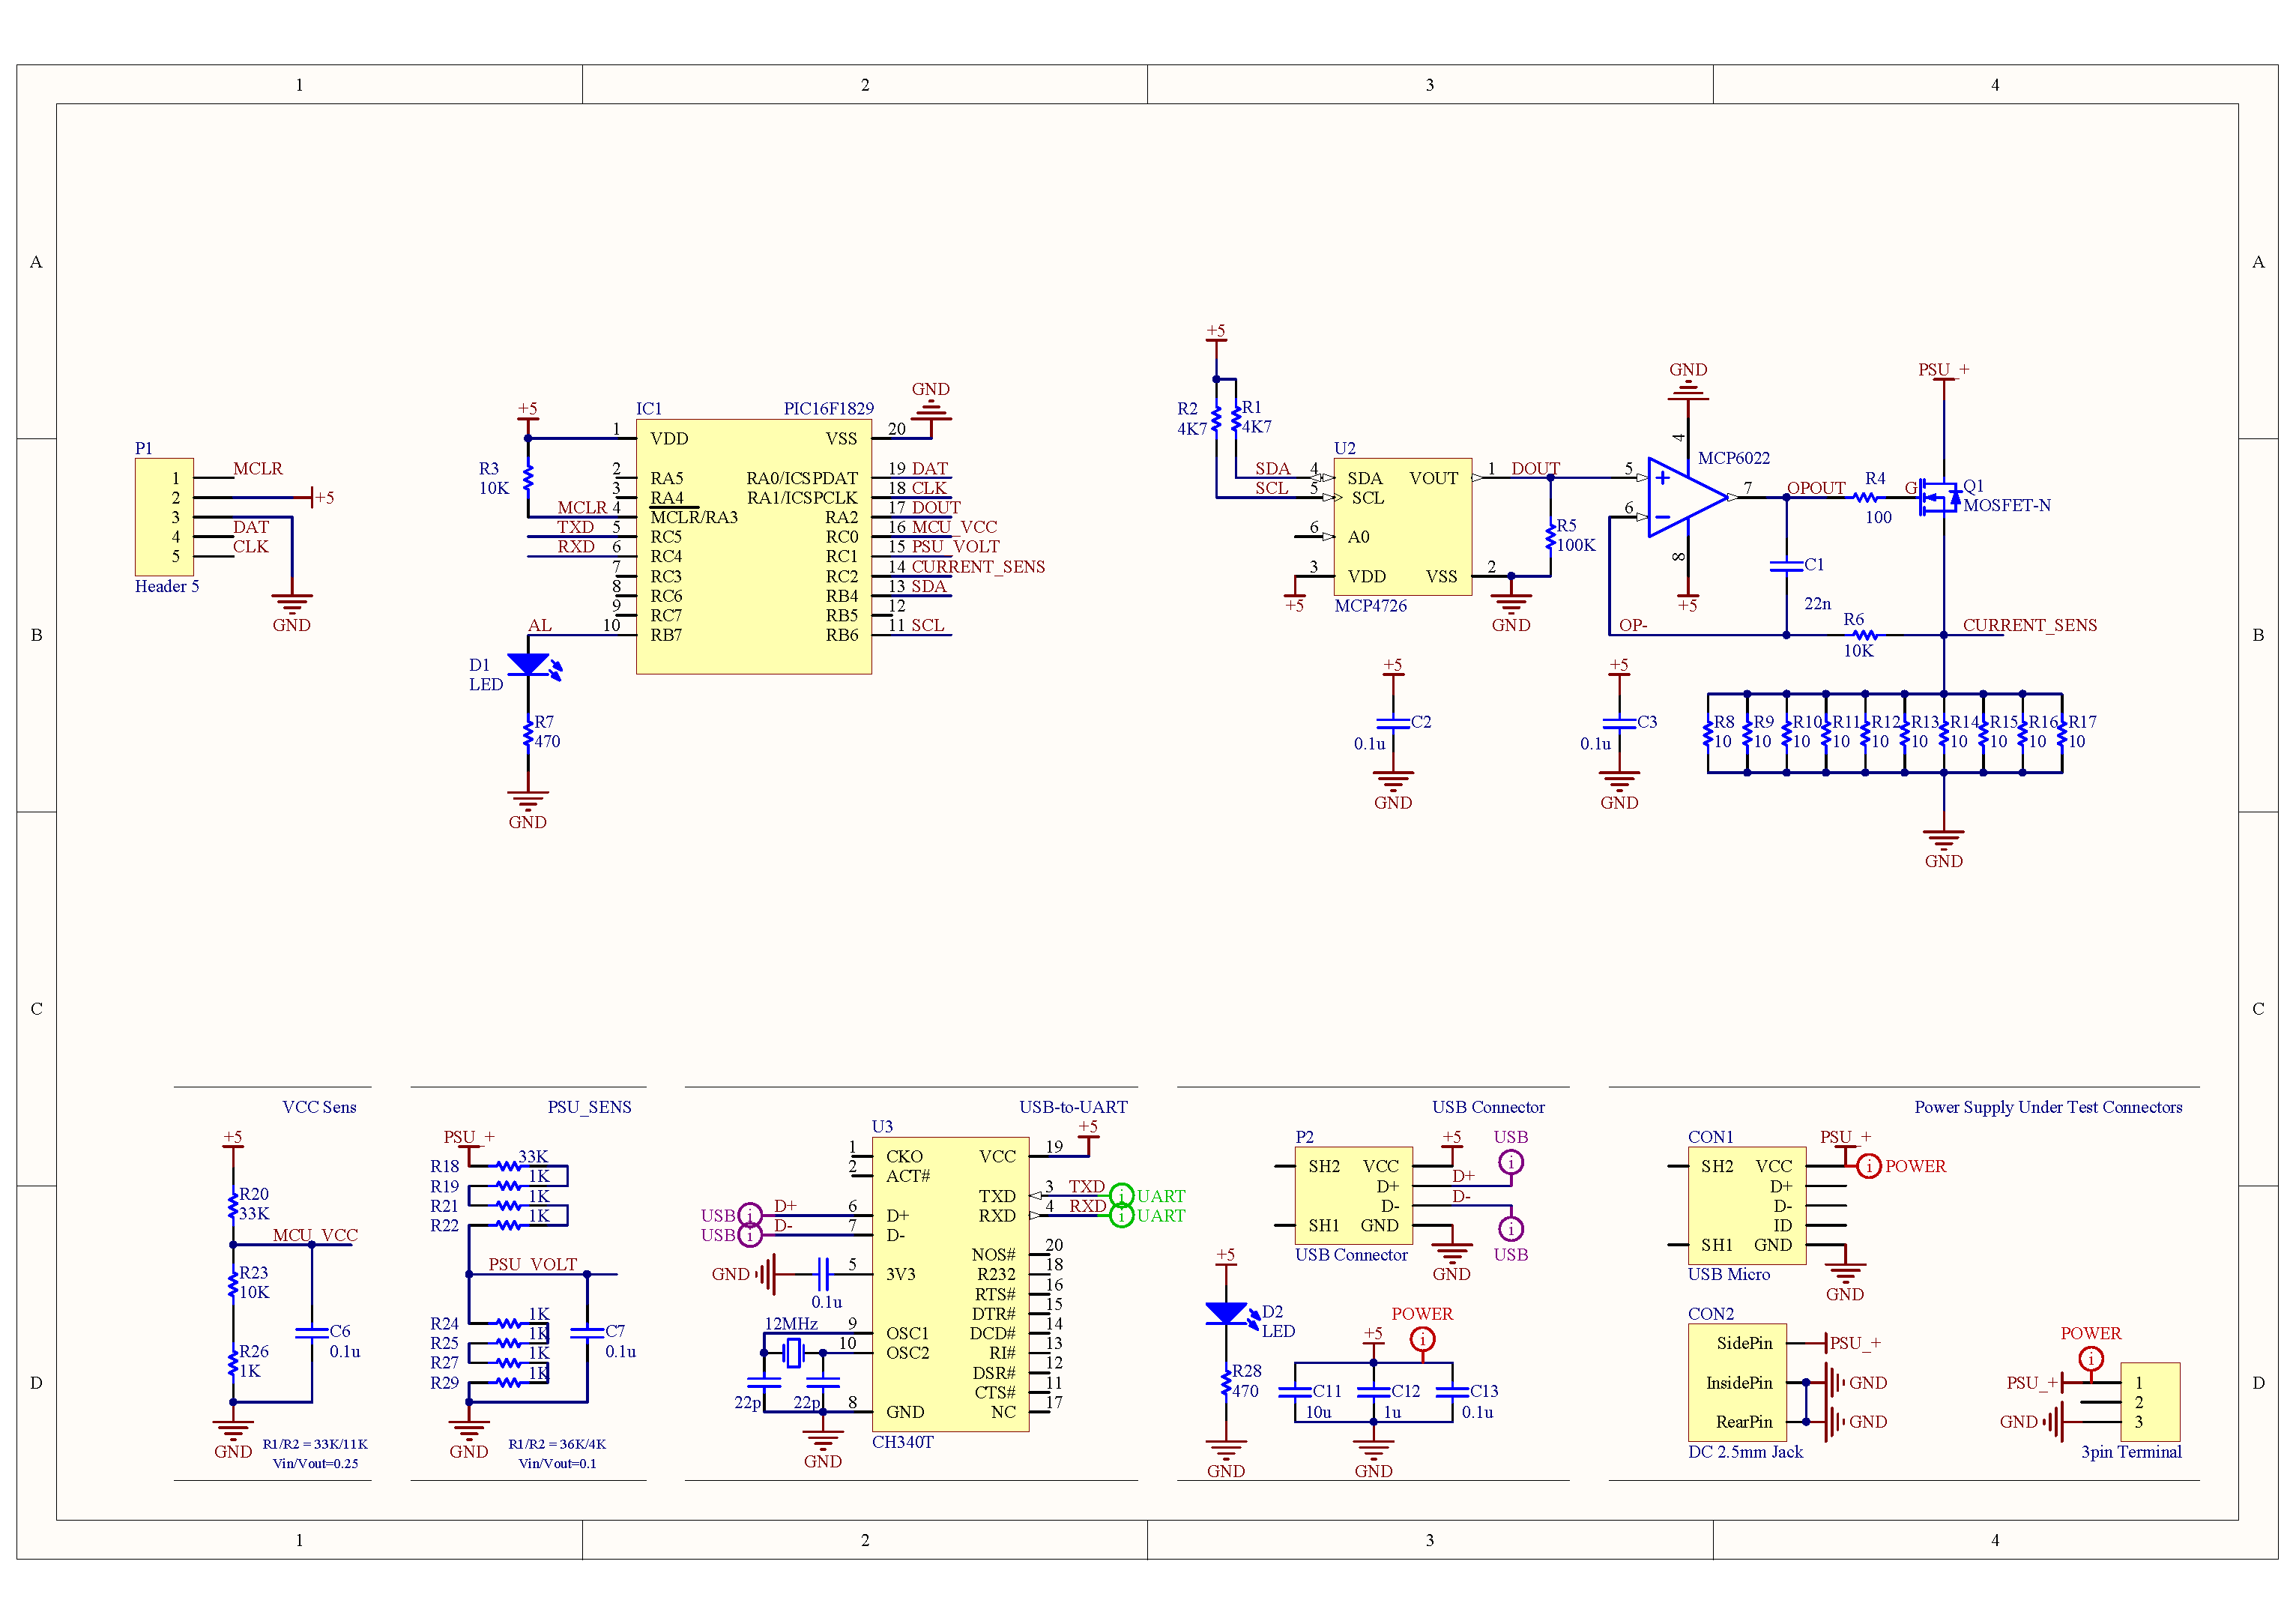 1 2 3 4
A A
B B
C C
D D
1 2 3 4
P1
1 MCLR
2 +5
3
4 DAT
5 CLK
Header 5
GND
+5
R3
10K
IC1 PIC16F1829
GND
1 VDD VSS 20
2 RA5 RA0/ICSPDAT 19 DAT
3 RA4 RA1/ICSPCLK 18 CLK
MCLR 4 MCLR/RA3 RA2 17 DOUT
TXD 5 RC5 RC0 16 MCU_VCC
RXD 6 RC4 RC1 15 PSU_VOLT
7 RC3 RC2 14 CURRENT_SENS
8 RC6 RB4 13 SDA
9 RC7 RB5 12
AL 10 RB7 RB6 11 SCL
D1
LED
R7
470
GND
+5
R2
4K7
R1
4K7
U2
SDA 4 SDA VOUT 1 DOUT
SCL 5 SCL
6 A0
3 VDD VSS 2
+5
MCP4726
GND
R5
100K
GND
4
MCP6022
5
6
7 OPOUT
8
+5
R4
100
G
PSU_+
Q1
MOSFET-N
C1
22n
OP-
R6
10K
CURRENT_SENS
+5
C2
0.1u
GND
+5
C3
0.1u
GND
R8 R9 R10 R11 R12 R13 R14 R15 R16 R17
10 10 10 10 10 10 10 10 10 10
GND
VCC Sens
+5
R20
33K
MCU_VCC
R23
10K
R26
1K
C6
0.1u
GND
R1/R2 = 33K/11K
Vin/Vout=0.25
PSU_SENS
PSU_+
R18 33K
R19 1K
R21 1K
R22 1K
PSU_VOLT
R24 1K
R25 1K
R27 1K
R29 1K
C7
0.1u
GND
R1/R2 = 36K/4K
Vin/Vout=0.1
USB-to-UART
U3
+5
1 CKO VCC 19
2 ACT#
TXD 3 TXD UART
RXD 4 RXD UART
USB D+ 6 D+
USB D- 7 D-
NOS# 20
GND 5 3V3 R232 18
0.1u
RTS# 16
DTR# 15
12MHz 9 OSC1 DCD# 14
10 OSC2 RI# 13
DSR# 12
CTS# 11
22p 22p 8 GND NC 17
CH340T
GND
USB Connector
P2
+5 USB
SH2 VCC
D+ D+
D- D-
SH1 GND
USB Connector
GND
USB
+5
D2
LED
R28
470
GND
POWER
+5
C11 C12 C13
10u 1u 0.1u
GND
Power Supply Under Test Connectors
CON1
PSU_+
SH2 VCC POWER
D+
D-
ID
SH1 GND
USB Micro
GND
CON2
SidePin PSU_+
InsidePin GND
RearPin GND
DC 2.5mm Jack
POWER
PSU_+ 1
2
GND 3
3pin Terminal